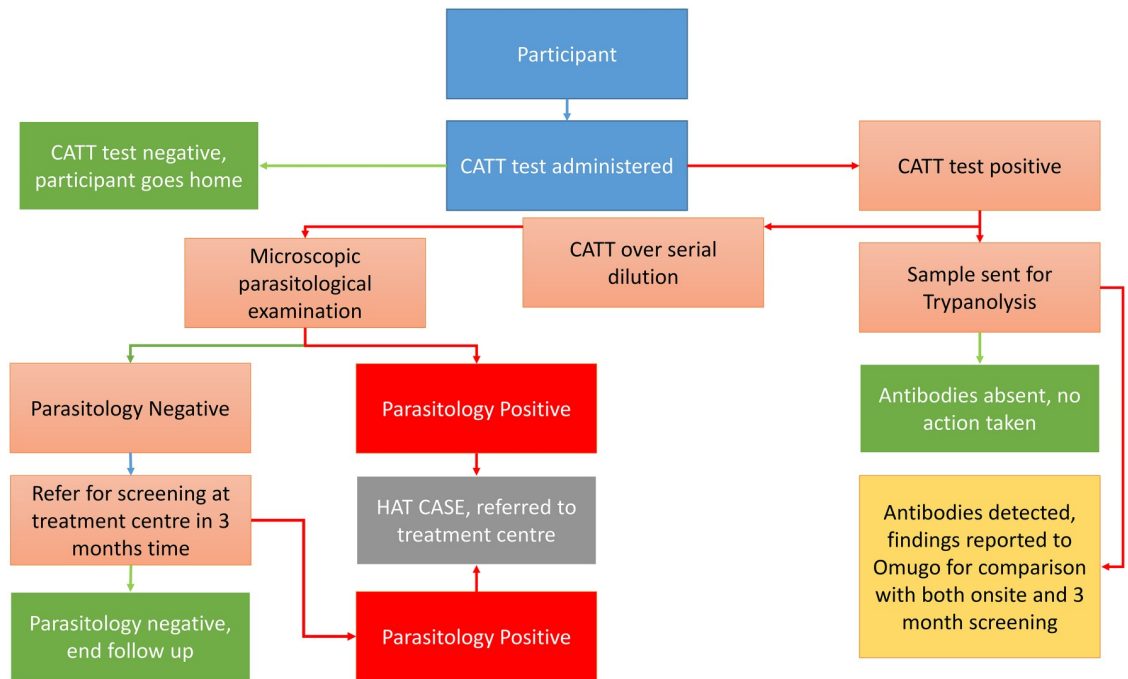 Participant
CATT test negative,
participant goes home
CATT test administered
CATT test positive
Microscopic
parasitological
examination
CATT over serial
dilution
Sample sent for
Trypanolysis
Parasitology Negative
Parasitology Positive
Antibodies absent, no
action taken
Refer for screening at
treatment centre in 3
months time
HAT CASE, referred to
treatment centre
Antibodies detected,
findings reported to
Omugo for comparison
with both onsite and 3
month screening
Parasitology negative,
end follow up
Parasitology Positive